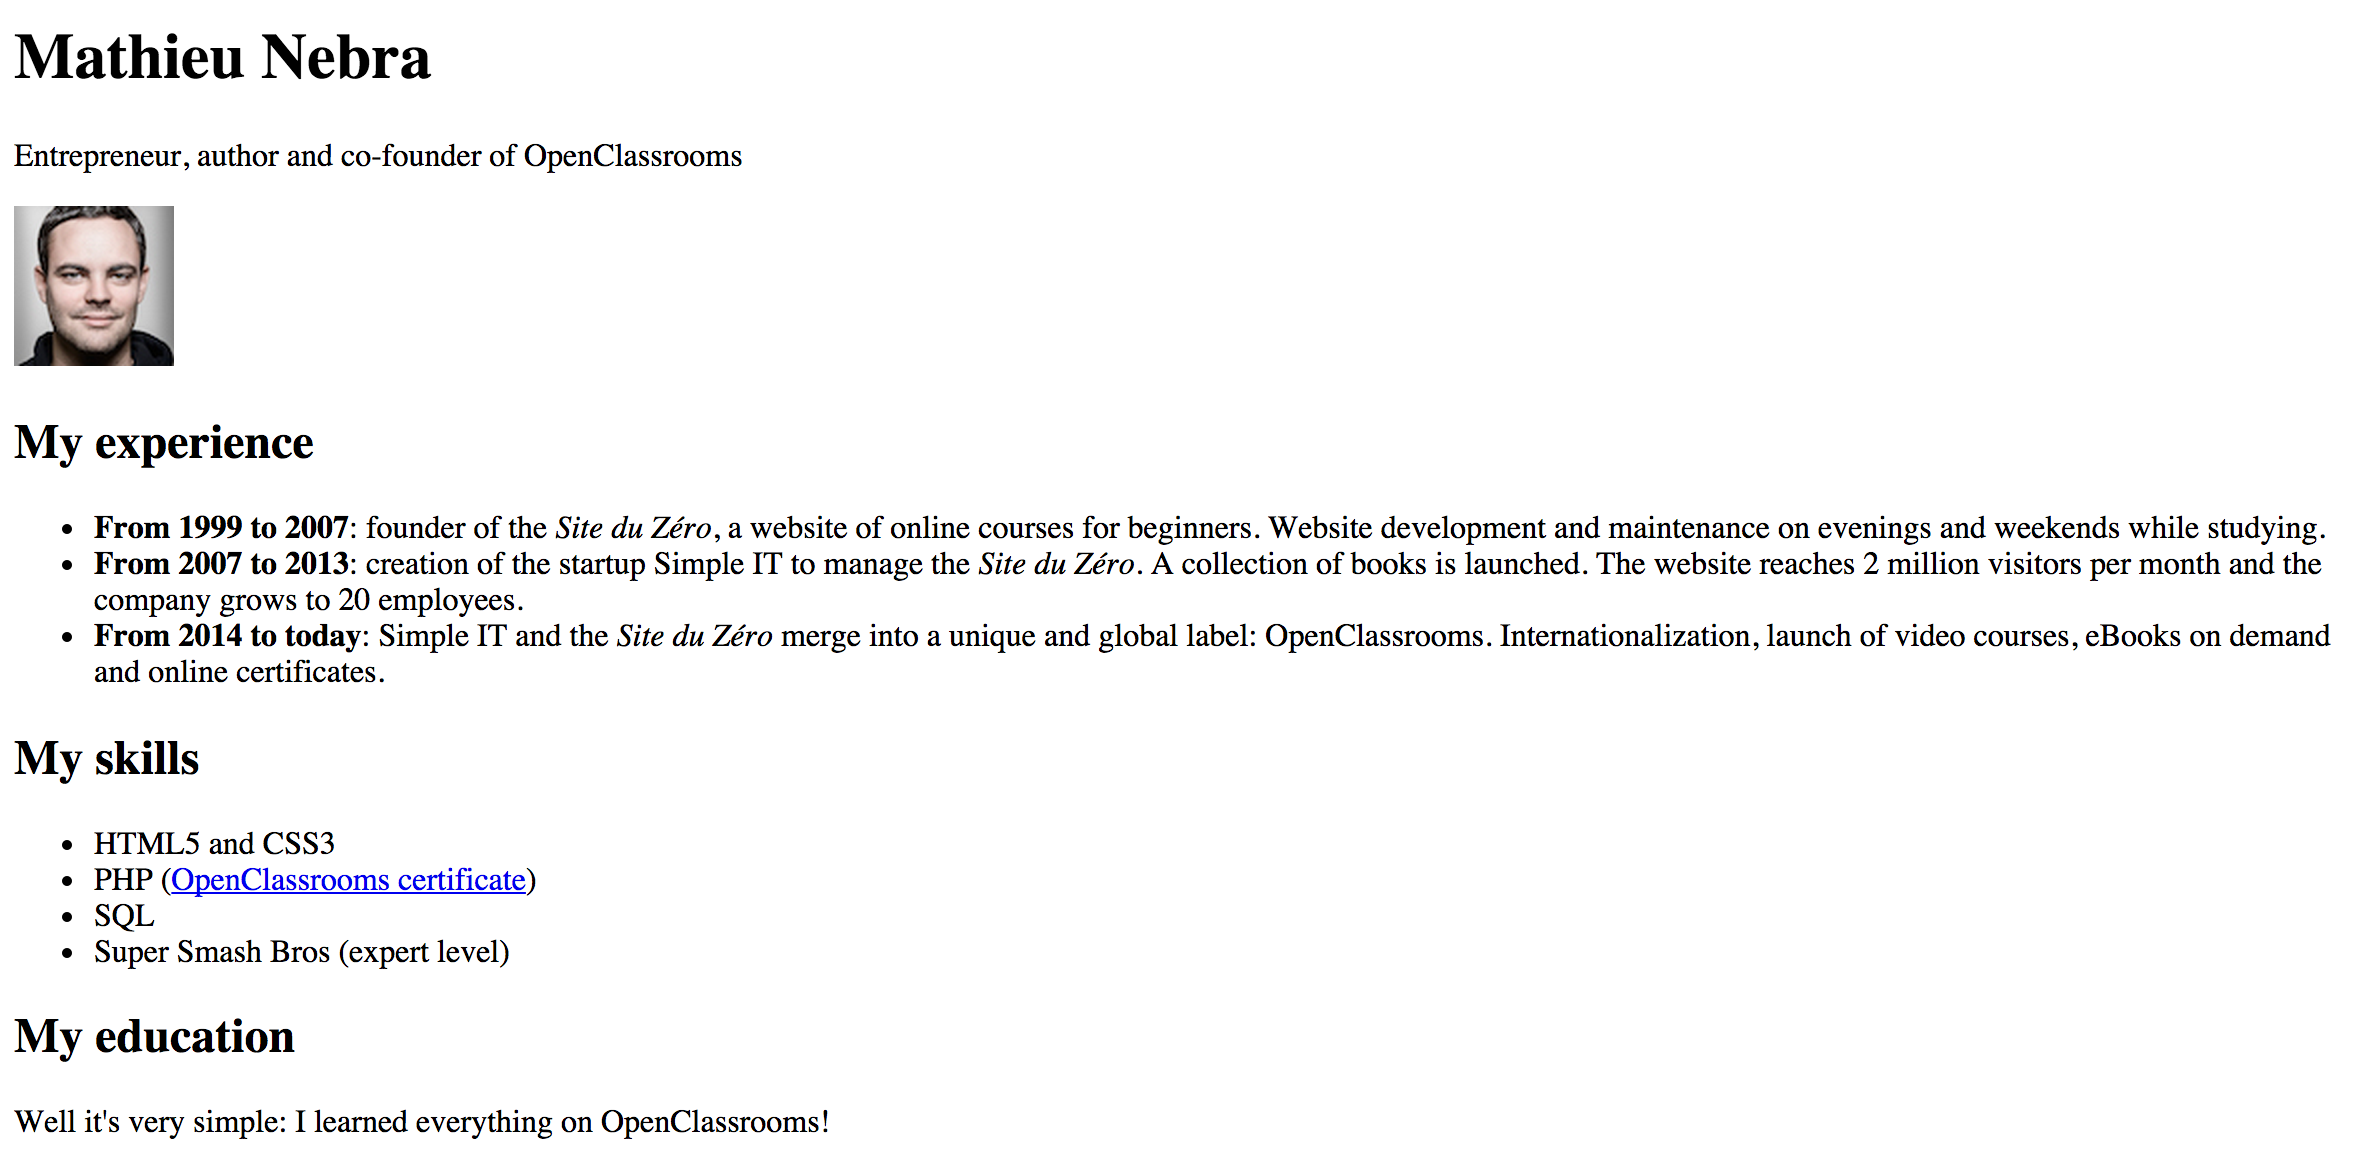 Mathieu Nebra
Entrepreneur, author and co-founder of OpenClassrooms
My experience
• From 1999 to 2007: founder of the Site du Zéro, a website of online courses for beginners. Website development and maintenance on evenings and weekends while studying.
• From 2007 to 2013: creation of the startup Simple IT to manage the Site du Zéro. A collection of books is launched. The website reaches 2 million visitors per month and the
company grows to 20 employees.
• From 2014 to today: Simple IT and the Site du Zéro merge into a unique and global label: OpenClassrooms. Internationalization, launch of video courses, eBooks on demand
and online certificates.
My skills
• HTML5 and CSS3
• PHP (OpenClassrooms certificate)
• SQL
• Super Smash Bros (expert level)
My education
Well it's very simple: I learned everything on OpenClassrooms!